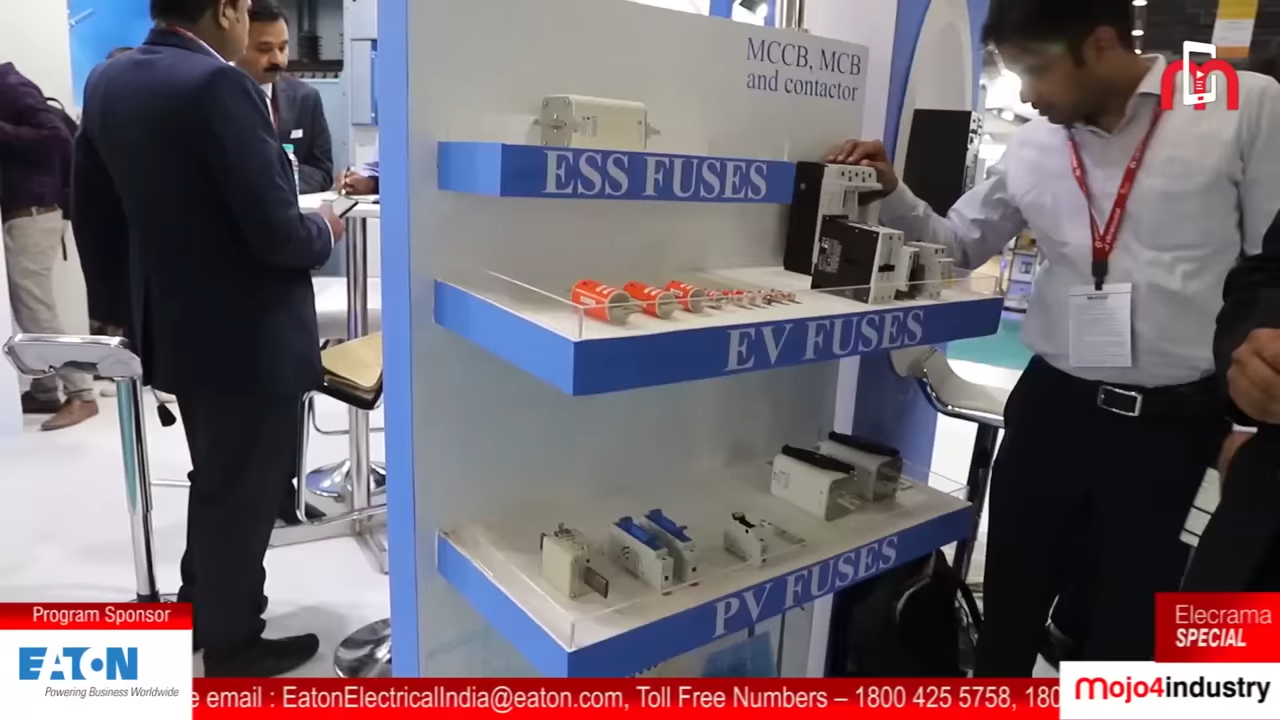 MCCB, MCB
and contactor
ESS FUSES
EV FUSES
PV FUSES
Program Sponsor
EATON
Powering Business Worldwide
e email : EatonElectricalIndia@eaton.com, Toll Free Numbers – 1800 425 5758, 180
Elecrama
SPECIAL
mojo4industry